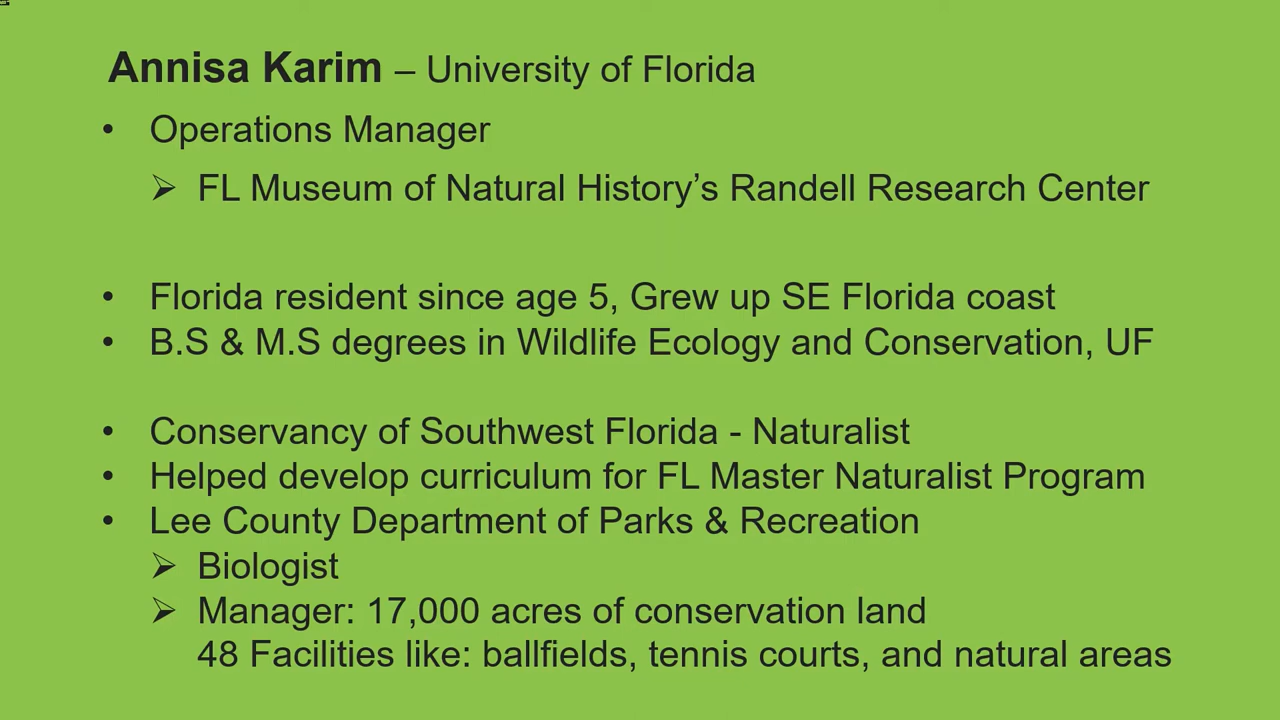 Annisa Karim – University of Florida
• Operations Manager
➢ FL Museum of Natural History’s Randell Research Center
• Florida resident since age 5, Grew up SE Florida coast
• B.S & M.S degrees in Wildlife Ecology and Conservation, UF
• Conservancy of Southwest Florida - Naturalist
• Helped develop curriculum for FL Master Naturalist Program
• Lee County Department of Parks & Recreation
➢ Biologist
➢ Manager: 17,000 acres of conservation land
48 Facilities like: ballfields, tennis courts, and natural areas